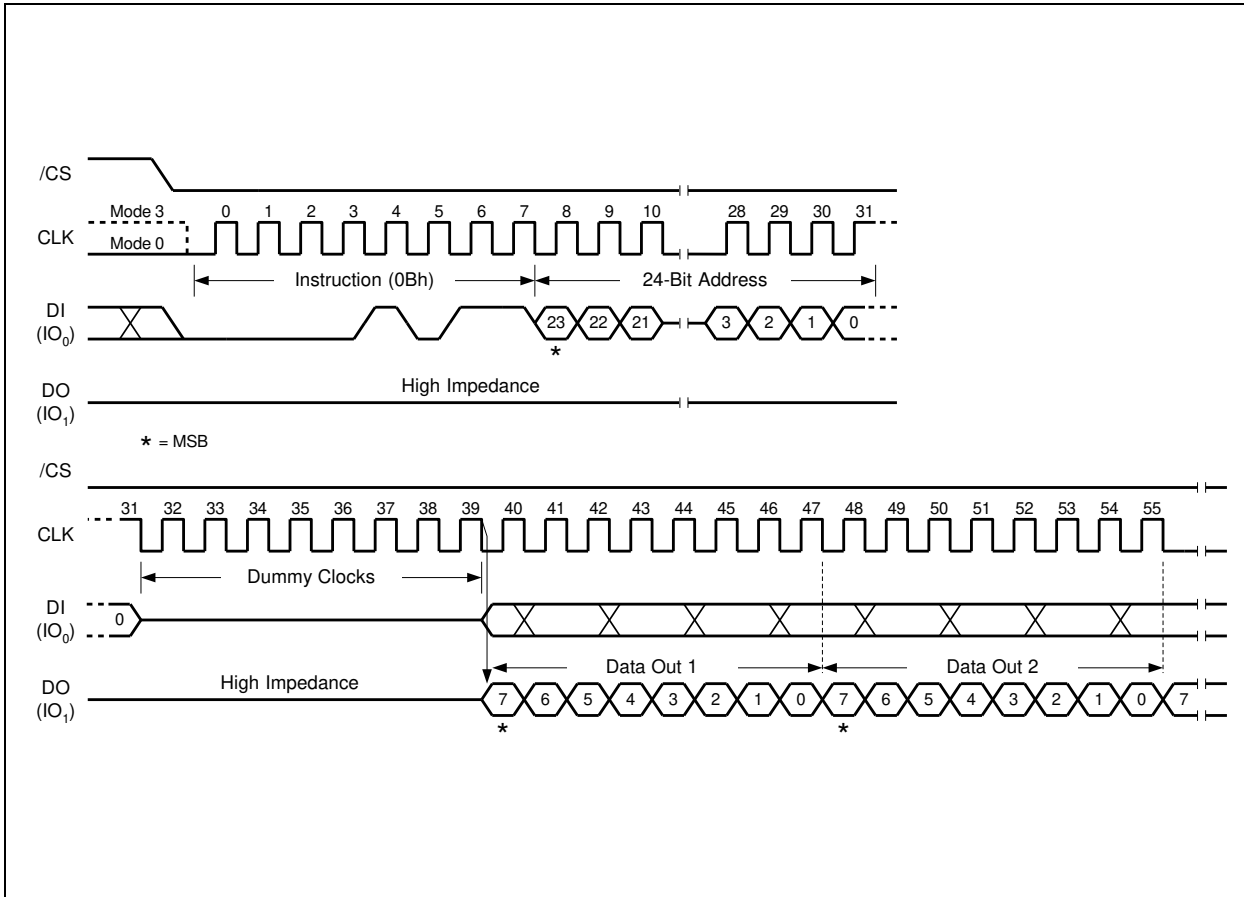 /CS
Mode 3 0 1 2 3 4 5 6 7 8 9 10 28 29 30 31
CLK Mode 0
Instruction (0Bh) 24-Bit Address
DI
(IO0) 23 22 21 3 2 1 0
*
High Impedance
DO
(IO1)
* = MSB
/CS
31 32 33 34 35 36 37 38 39 40 41 42 43 44 45 46 47 48 49 50 51 52 53 54 55
CLK
Dummy Clocks
DI
(IO0) 0
High Impedance Data Out 1 Data Out 2
DO
(IO1) 7 6 5 4 3 2 1 0 7 6 5 4 3 2 1 0 7
* *